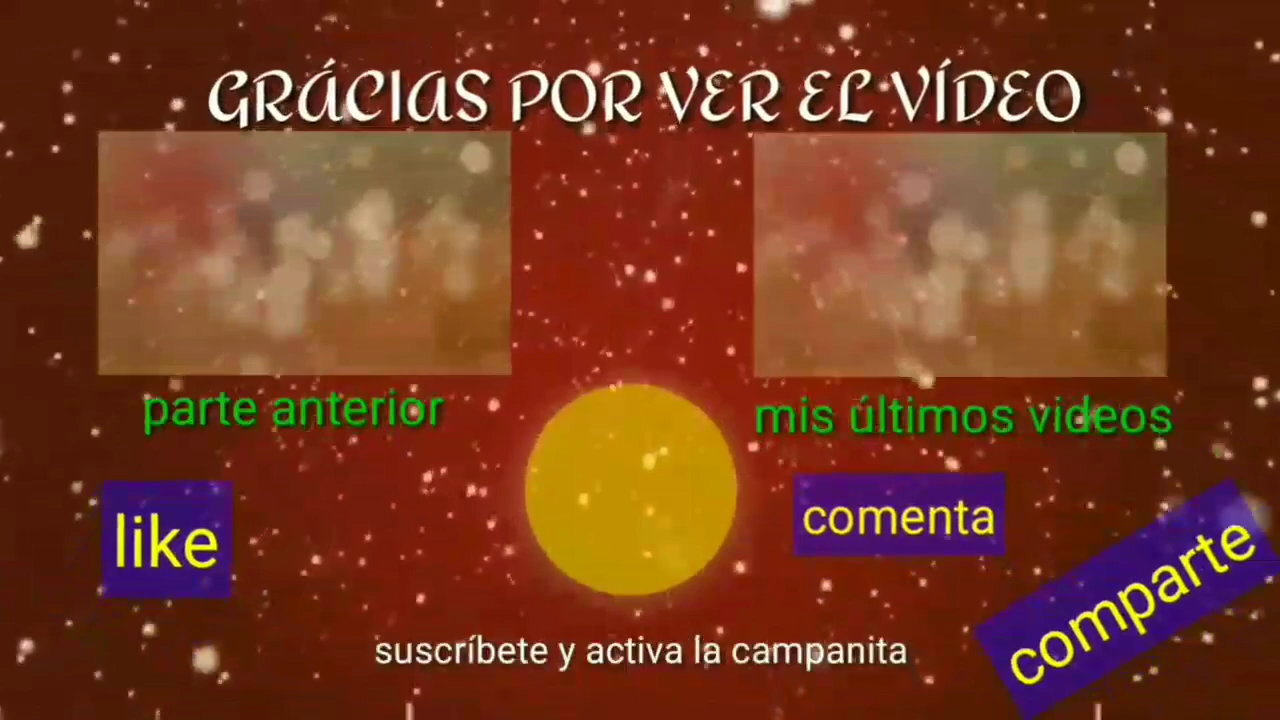 GRÁCIAS POR VER EL VÍDEO
parte anterior
mis últimos videos
like
comenta
comparte
suscríbete y activa la campanita